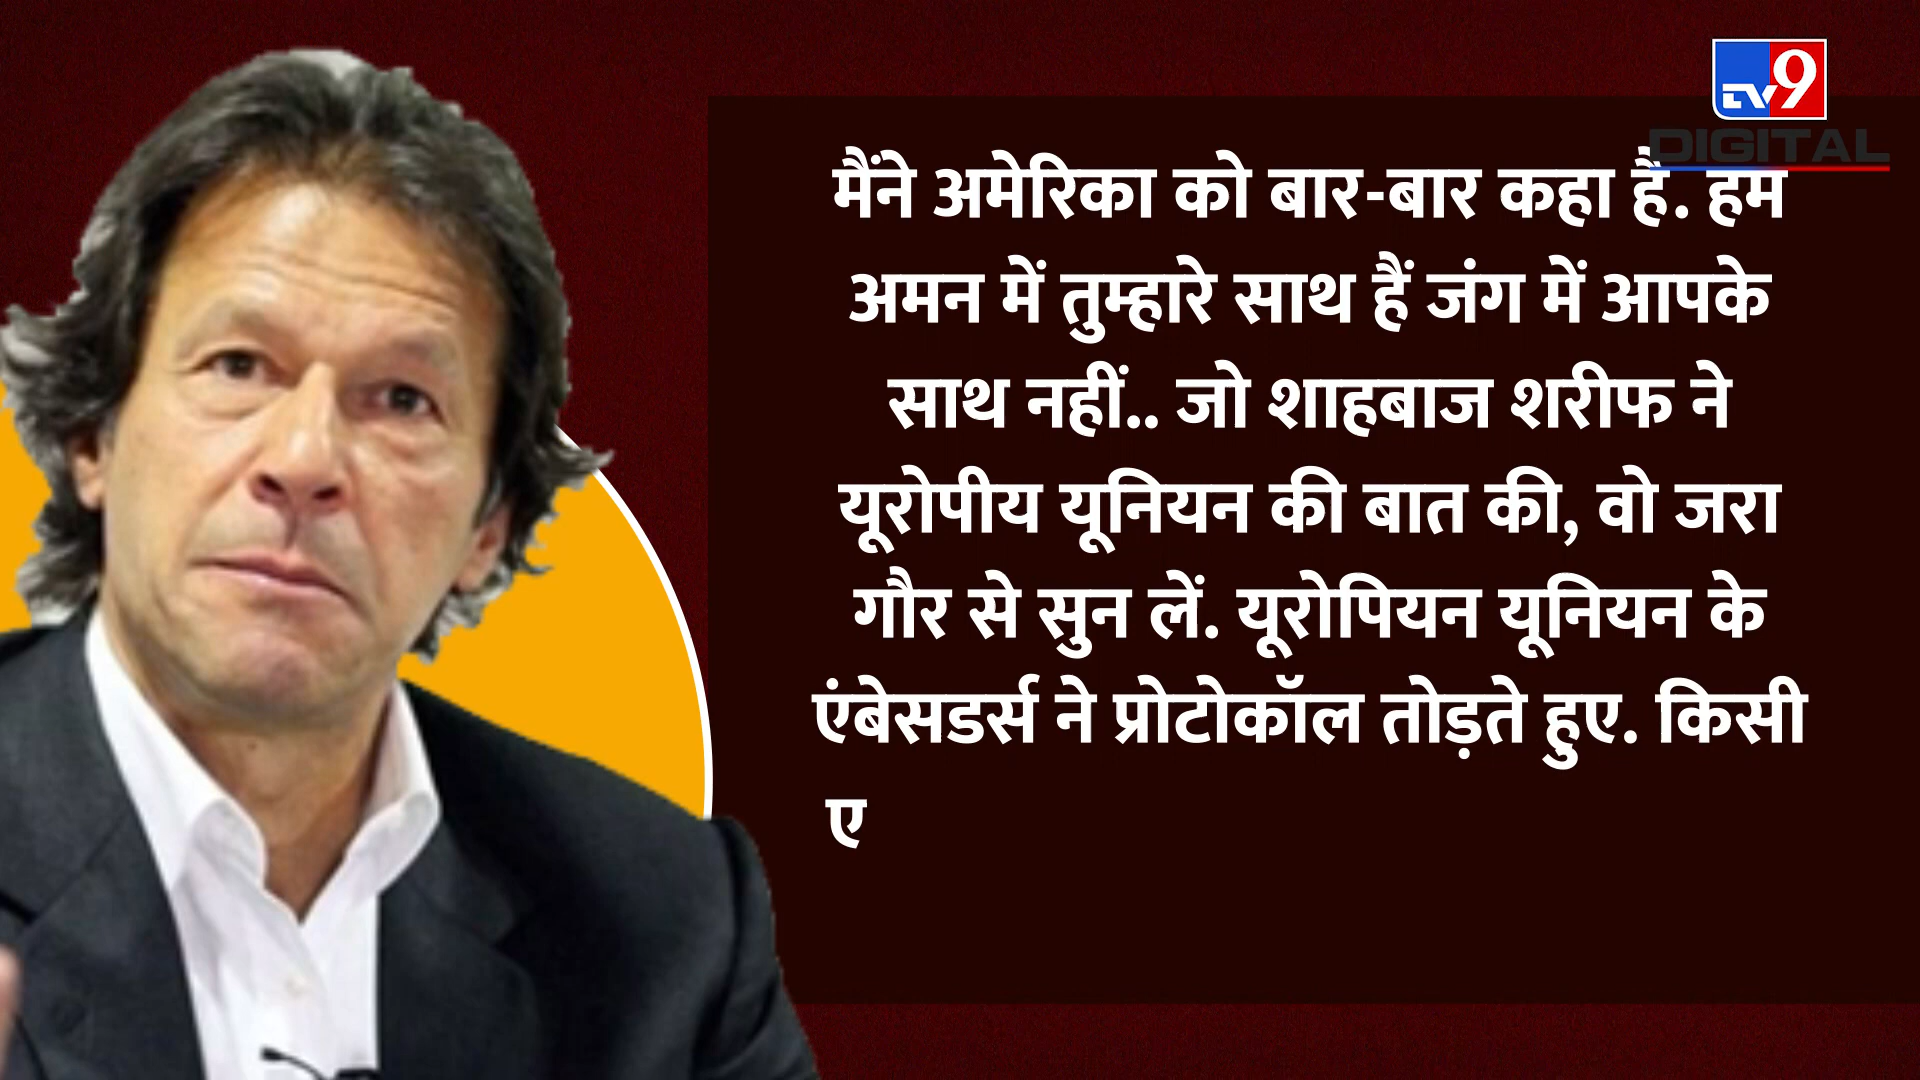 TV9
DIGITAL
मैंने अमेरिका को बार-बार कहा है. हम
अमन में तुम्हारे साथ हैं जंग में आपके
साथ नहीं.. जो शाहबाज शरीफ ने
यूरोपीय यूनियन की बात की, वो जरा
गौर से सुन लें. यूरोपियन यूनियन के
एंबेसडर्स ने प्रोटोकॉल तोड़ते हुए. किसी
ए